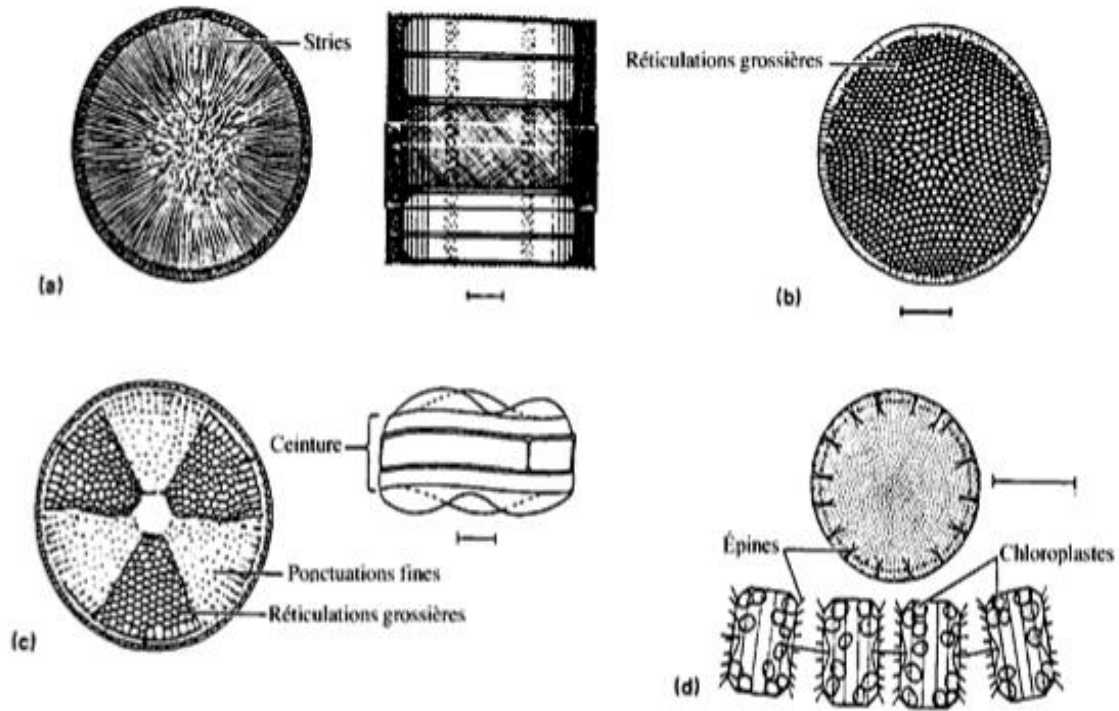 Stries
(a)
Réticulations grossières
(b)
Ceinture
Ponctuations fines
Réticulations grossières
(c)
Épines
Chloroplastes
(d)